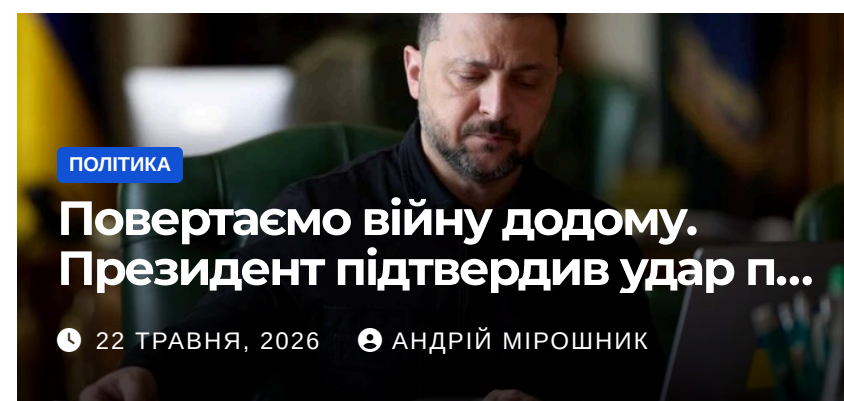 ПОЛІТИКА
Повертаємо війну додому.
Президент підтвердив удар п...
22 ТРАВНЯ, 2026 АНДРІЙ МІРОШНИК